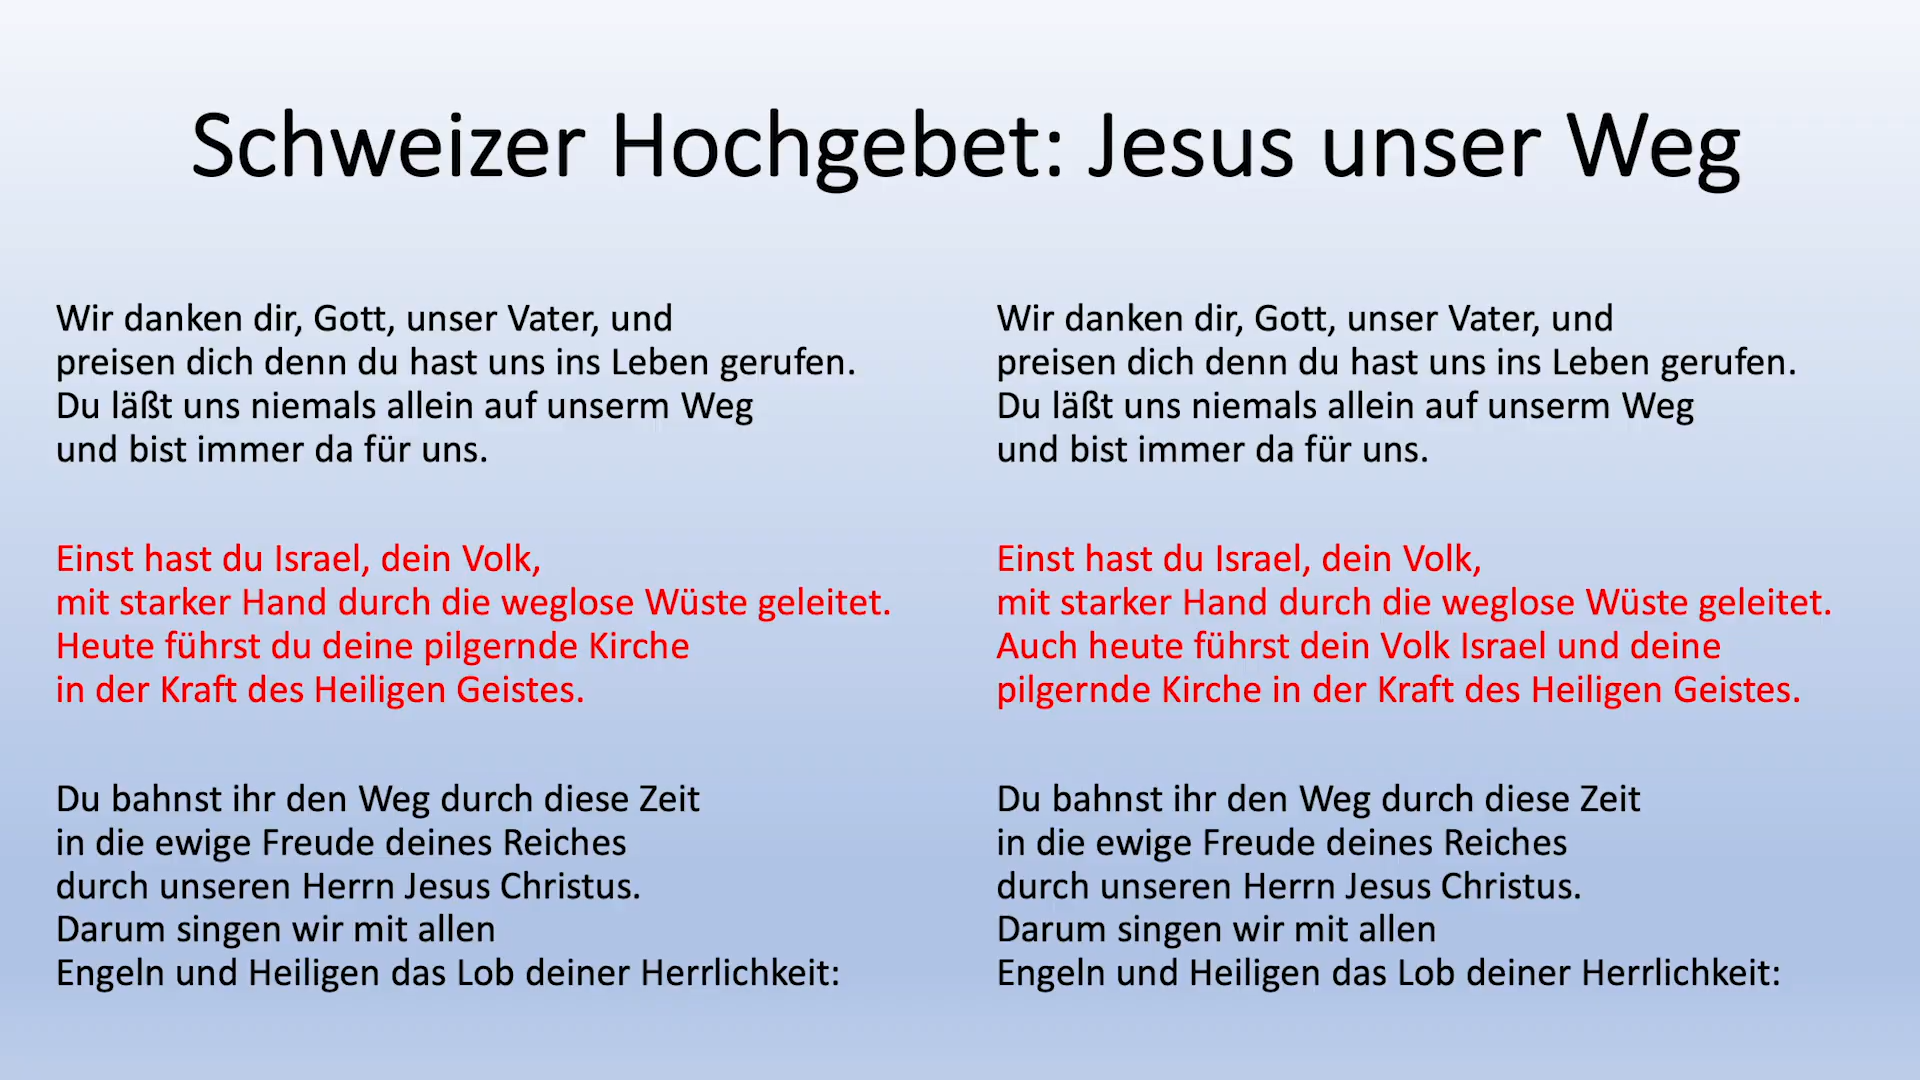 Schweizer Hochgebet: Jesus unser Weg
Wir danken dir, Gott, unser Vater, und
preisen dich denn du hast uns ins Leben gerufen.
Du läßt uns niemals allein auf unserm Weg
und bist immer da für uns.
Einst hast du Israel, dein Volk,
mit starker Hand durch die weglose Wüste geleitet.
Heute führst du deine pilgernde Kirche
in der Kraft des Heiligen Geistes.
Du bahnst ihr den Weg durch diese Zeit
in die ewige Freude deines Reiches
durch unseren Herrn Jesus Christus.
Darum singen wir mit allen
Engeln und Heiligen das Lob deiner Herrlichkeit:
Wir danken dir, Gott, unser Vater, und
preisen dich denn du hast uns ins Leben gerufen.
Du läßt uns niemals allein auf unserm Weg
und bist immer da für uns.
Einst hast du Israel, dein Volk,
mit starker Hand durch die weglose Wüste geleitet.
Auch heute führst dein Volk Israel und deine
pilgernde Kirche in der Kraft des Heiligen Geistes.
Du bahnst ihr den Weg durch diese Zeit
in die ewige Freude deines Reiches
durch unseren Herrn Jesus Christus.
Darum singen wir mit allen
Engeln und Heiligen das Lob deiner Herrlichkeit: